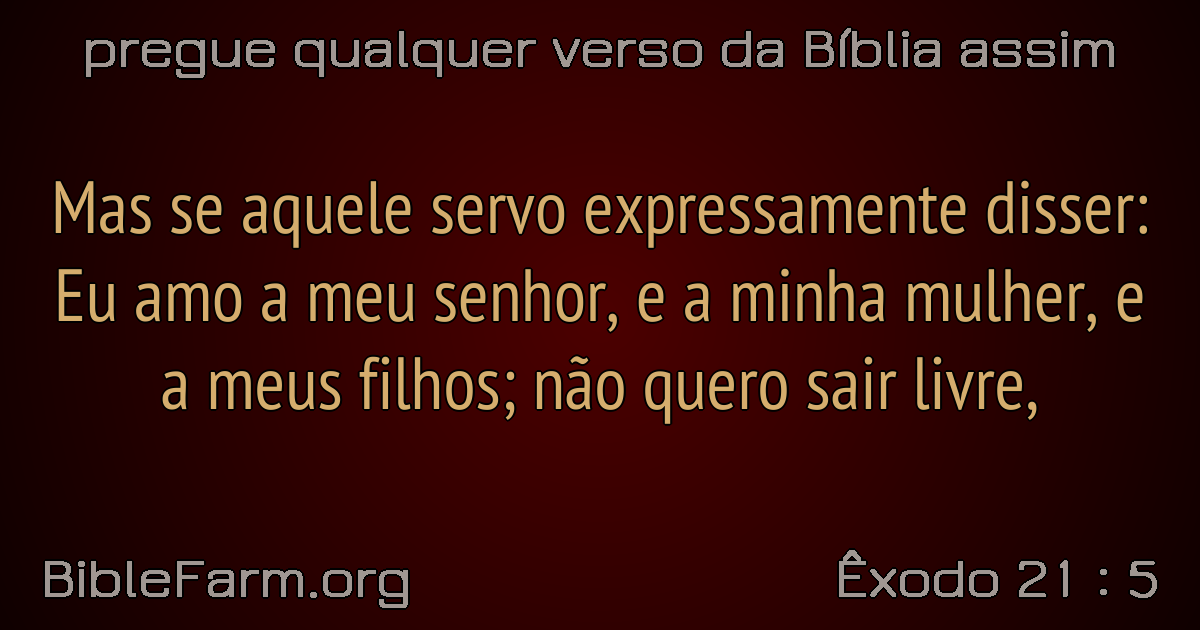 pregue qualquer verso da Bíblia assim
Mas se aquele servo expressamente disser:
Eu amo a meu senhor, e a minha mulher, e
a meus filhos; não quero sair livre,
BibleFarm.org
Êxodo 21 : 5